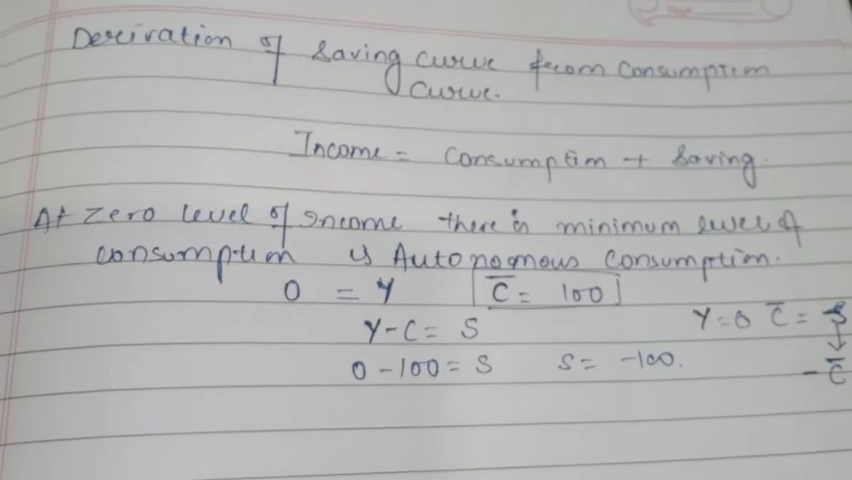 Derivation of Saving curve from consumption
curve.
Income = consumption + Saving.
At zero level of Income there is minimum level of
consumption is Autonomous consumption.
0 = Y C̅ = 100
Y-C = S Y=0 C̅ = -S
0-100 = S S = -100. - C̅